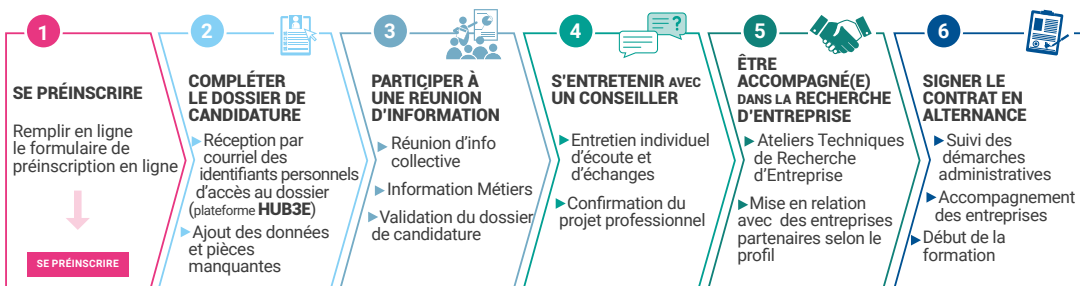 1
SE PRÉINSCRIRE
Remplir en ligne
le formulaire de
préinscription en ligne
SE PRÉINSCRIRE
2
COMPLÉTER
LE DOSSIER DE
CANDIDATURE
▶ Réception par
courriel des
identifiants personnels
d'accès au dossier
(plateforme HUB3E)
▶ Ajout des données
et pièces
manquantes
3
PARTICIPER À
UNE RÉUNION
D'INFORMATION
▶ Réunion d'info
collective
▶ Information Métiers
▶ Validation du dossier
de candidature
4
?
S'ENTRETENIR AVEC
UN CONSEILLER
▶ Entretien individuel
d'écoute et
d'échanges
▶ Confirmation du
projet professionnel
5
ÊTRE
ACCOMPAGNÉ(E)
DANS LA RECHERCHE
D'ENTREPRISE
▶ Ateliers Techniques
de Recherche
d'Entreprise
▶ Mise en relation
avec des entreprises
partenaires selon le
profil
6
SIGNER LE
CONTRAT EN
ALTERNANCE
▶ Suivi des
démarches
administratives
▶ Accompagnement
des entreprises
▶ Début de la
formation